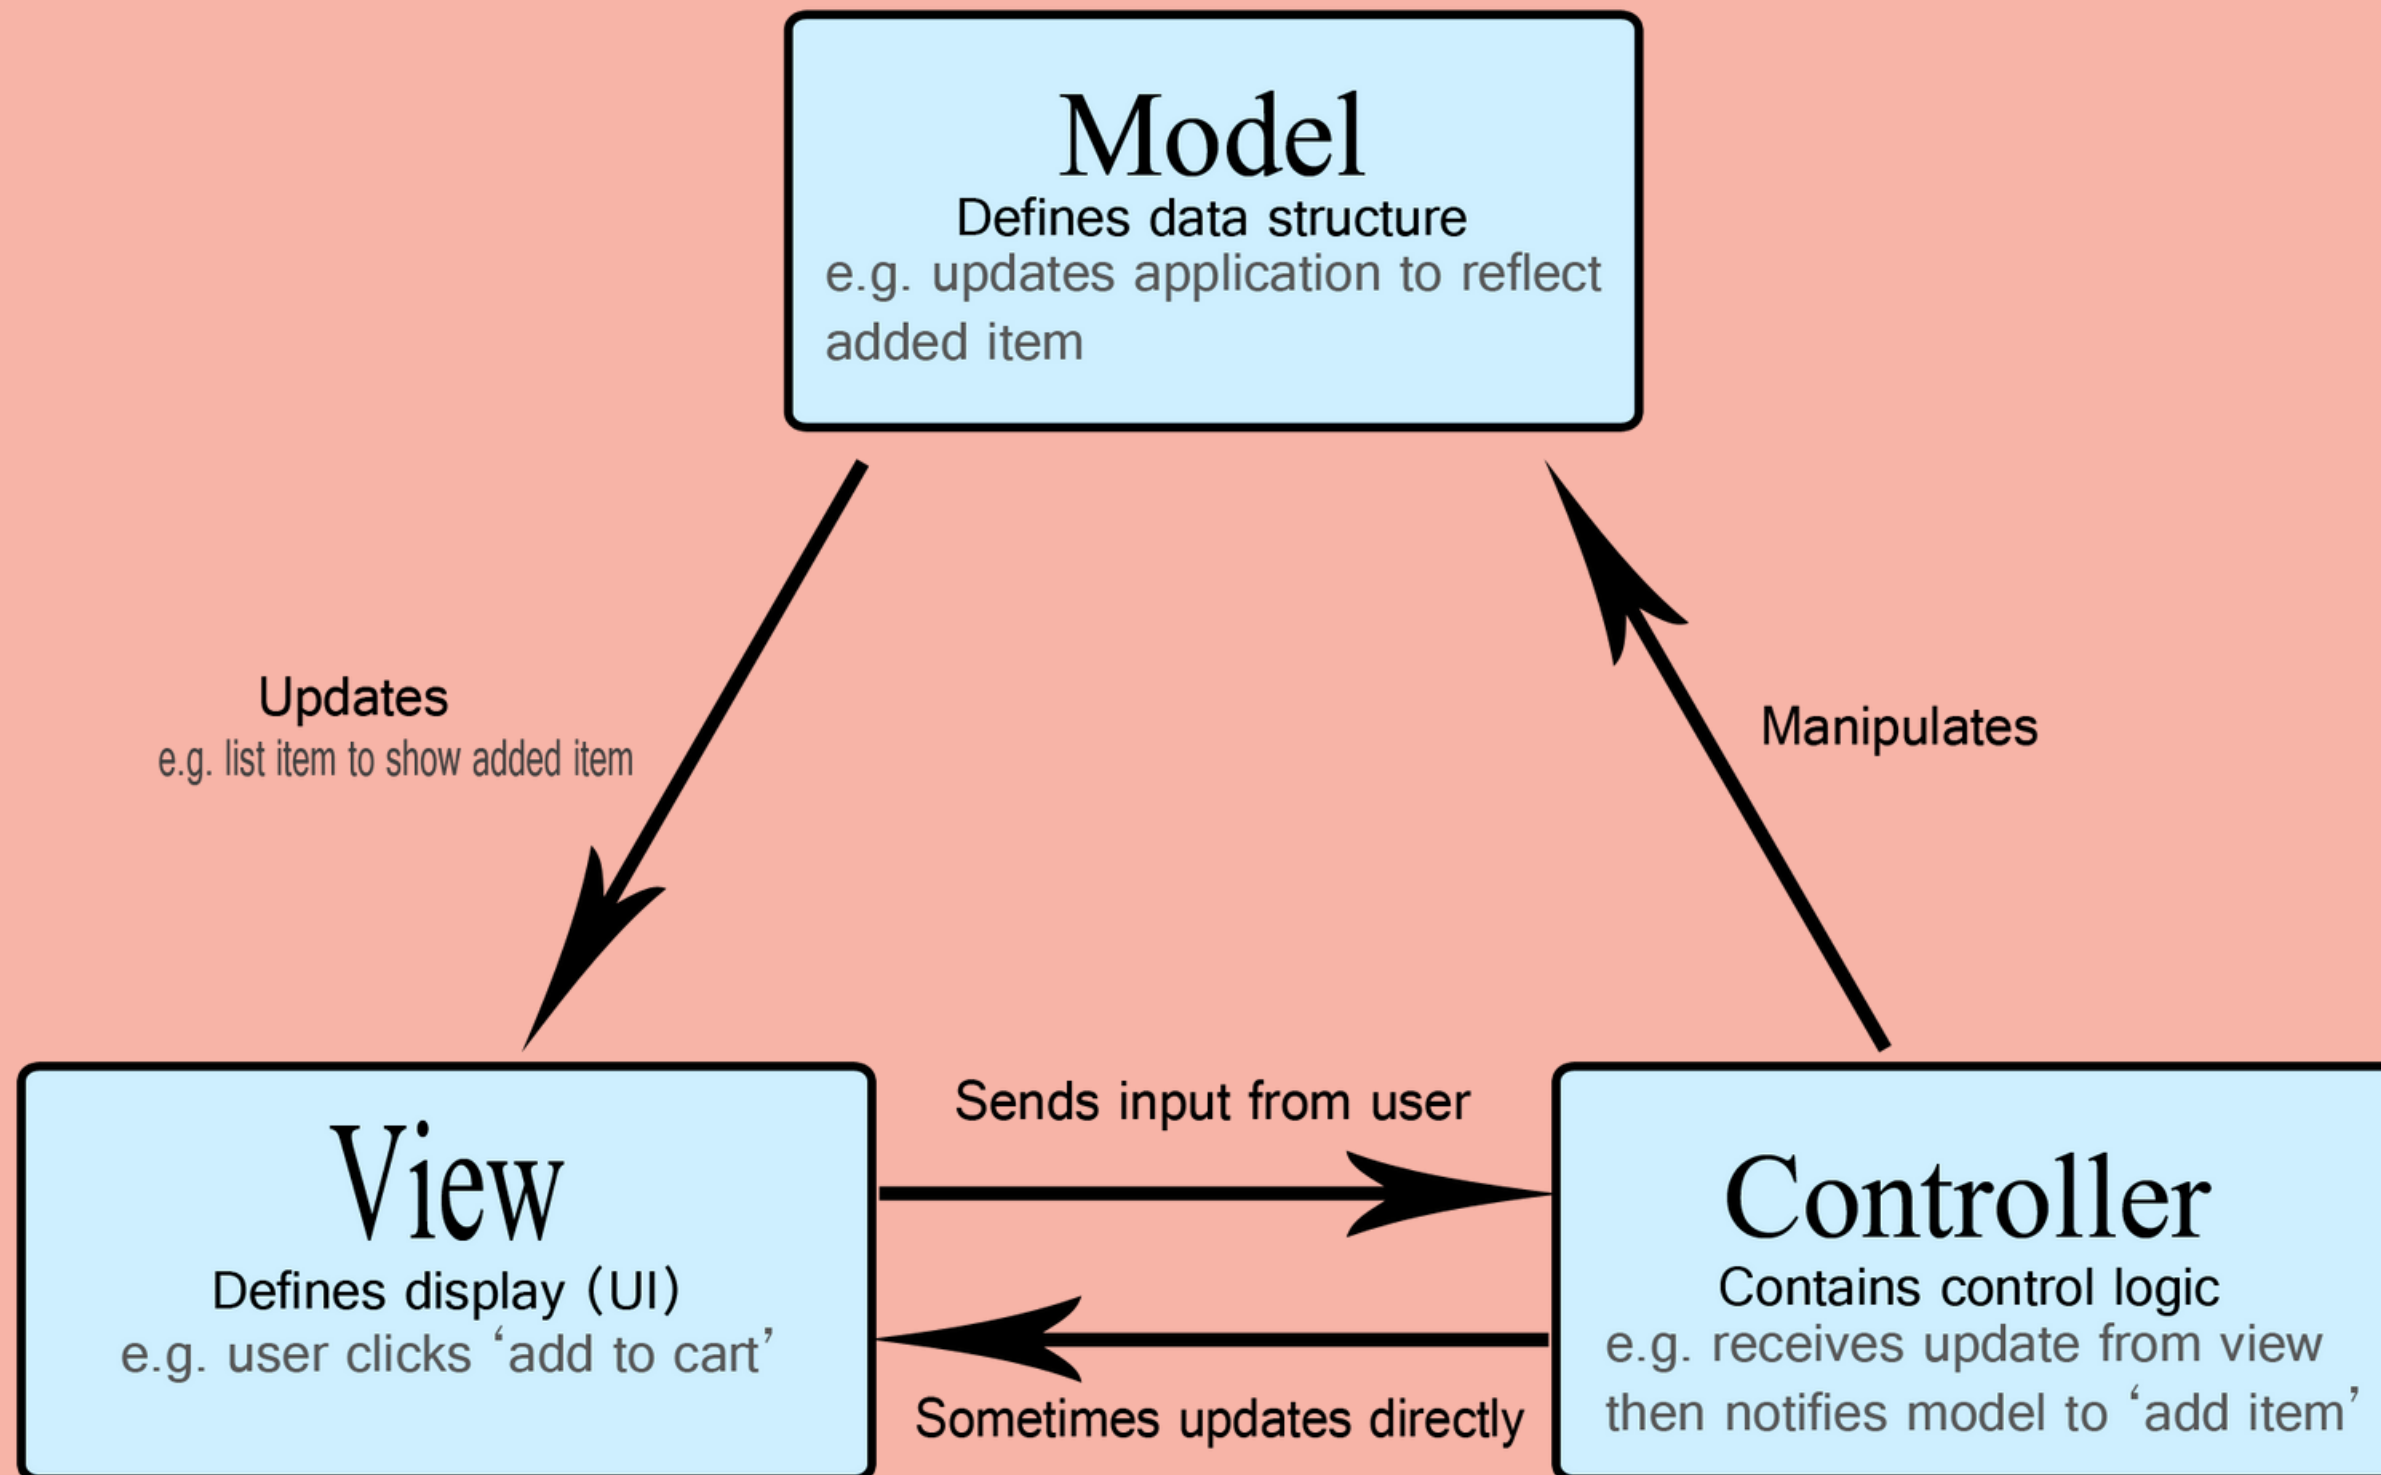 Model
Defines data structure
e.g. updates application to reflect
added item
Updates
e.g. list item to show added item
Manipulates
Sends input from user
View
Defines display (UI)
e.g. user clicks ‘add to cart’
Controller
Contains control logic
e.g. receives update from view
then notifies model to ‘add item’
Sometimes updates directly